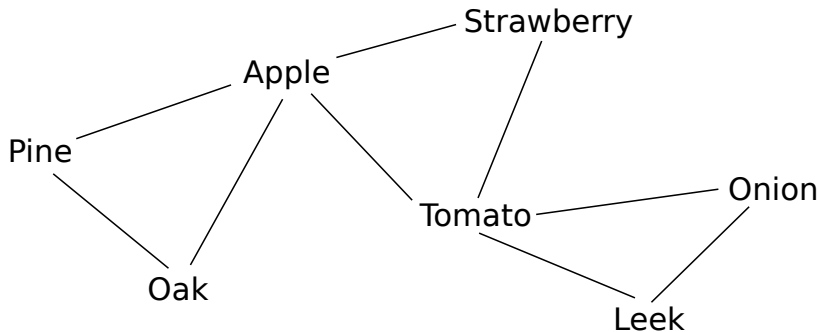 Strawberry
Apple
Pine
Onion
Tomato
Oak
Leek